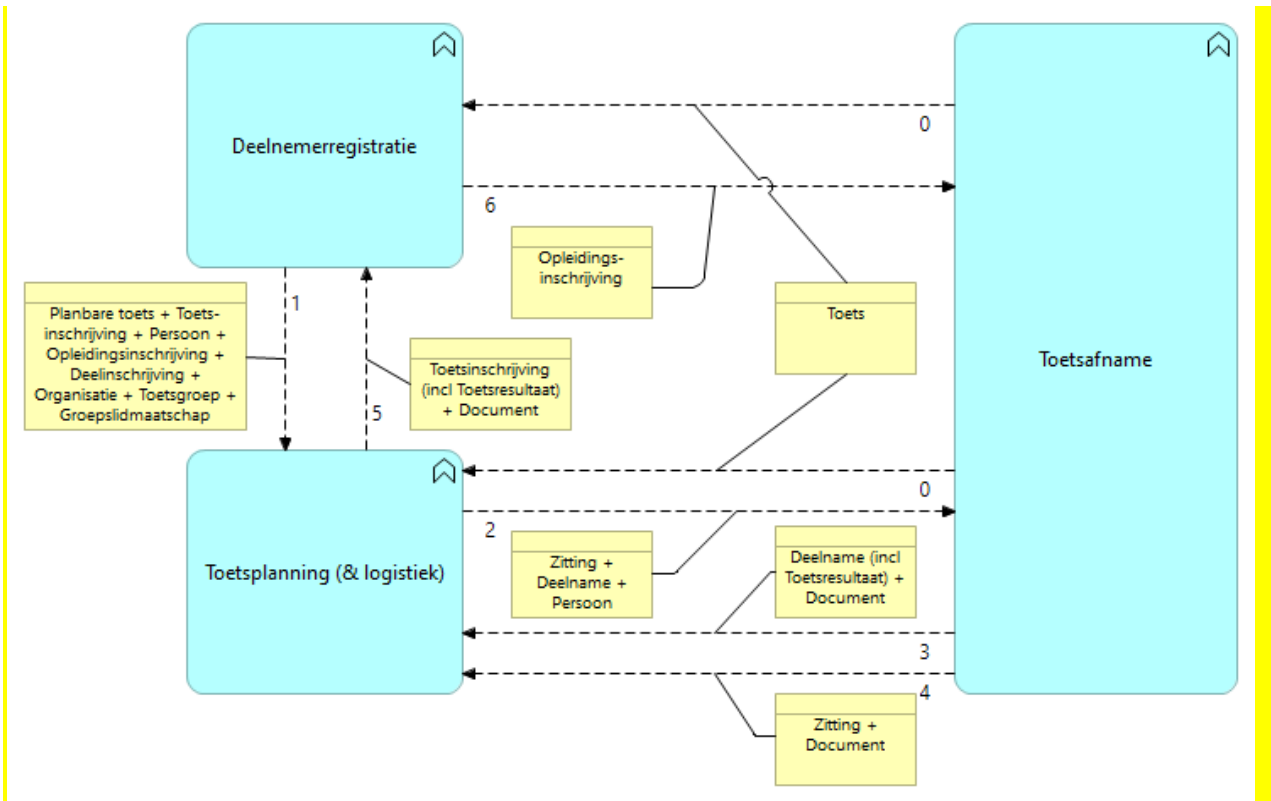 Deelnemerregistratie
0
6
Opleidings-
inschrijving
Toets
1
Planbare toets + Toets-
inschrijving + Persoon +
Opleidingsinschrijving +
Deelinschrijving +
Organisatie + Toetsgroep +
Groepslidmaatschap
Toetsinschrijving
(incl Toetsresultaat)
+ Document
5
Toetsafname
0
2
Toetsplanning (& logistiek)
Zitting +
Deelname +
Persoon
Deelname (incl
Toetsresultaat) +
Document
3
4
Zitting +
Document